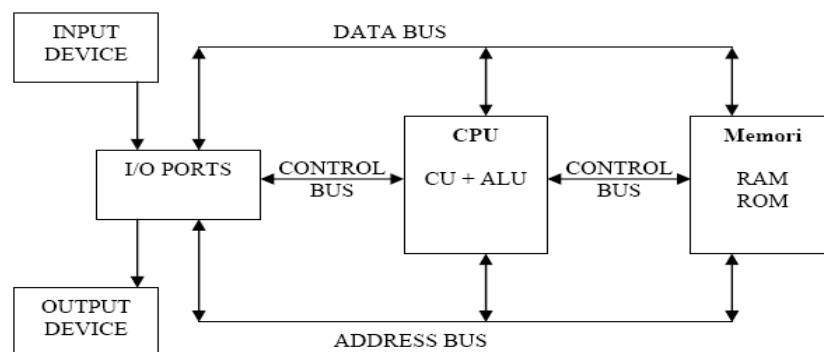 INPUT
DEVICE
DATA BUS
I/O PORTS
CONTROL
BUS
CPU
CU + ALU
CONTROL
BUS
Memori
RAM
ROM
OUTPUT
DEVICE
ADDRESS BUS